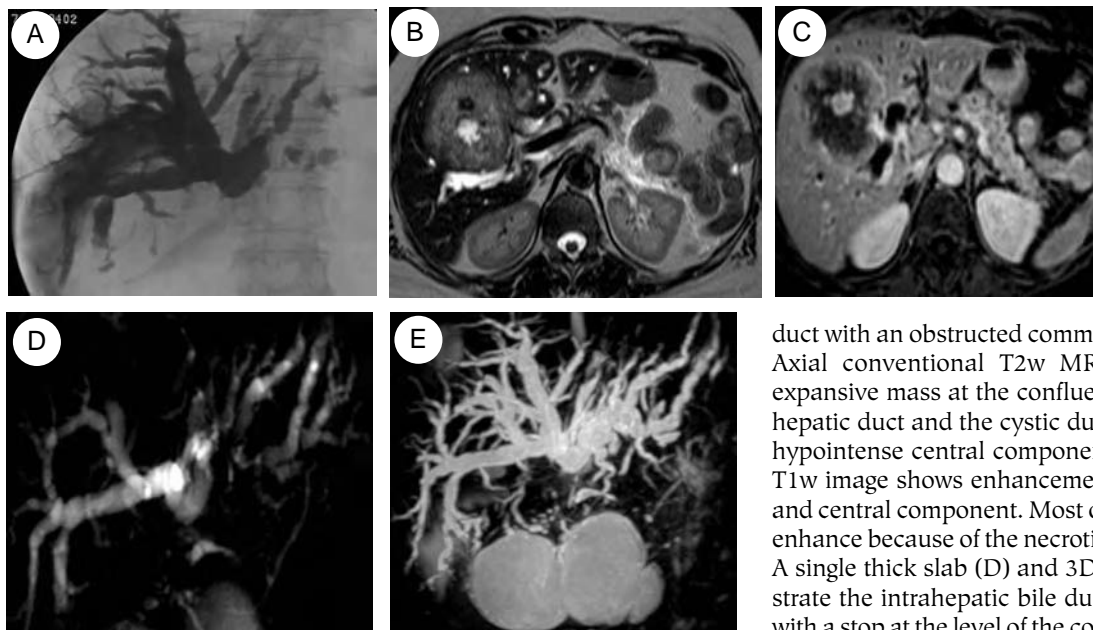 A
B
C
D
E
duct with an obstructed comm
Axial conventional T2w MR
expansive mass at the conflue
hepatic duct and the cystic du
hypointense central componen
T1w image shows enhancemen
and central component. Most o
enhance because of the necroti
A single thick slab (D) and 3D
strate the intrahepatic bile du
with a stop at the level of the co